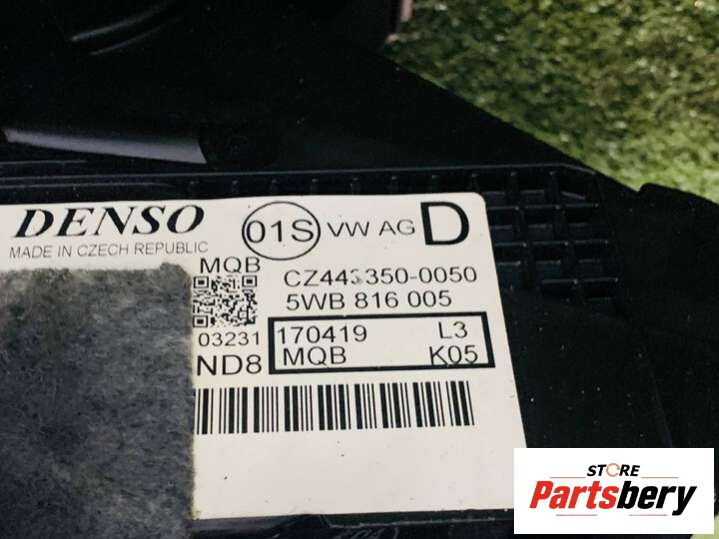 DENSO
MADE IN CZECH REPUBLIC
01S VW AG D
MQB
CZ443350-0050
5WB 816 005
03231
170419 L3
ND8
MQB K05
STORE
Partsbery